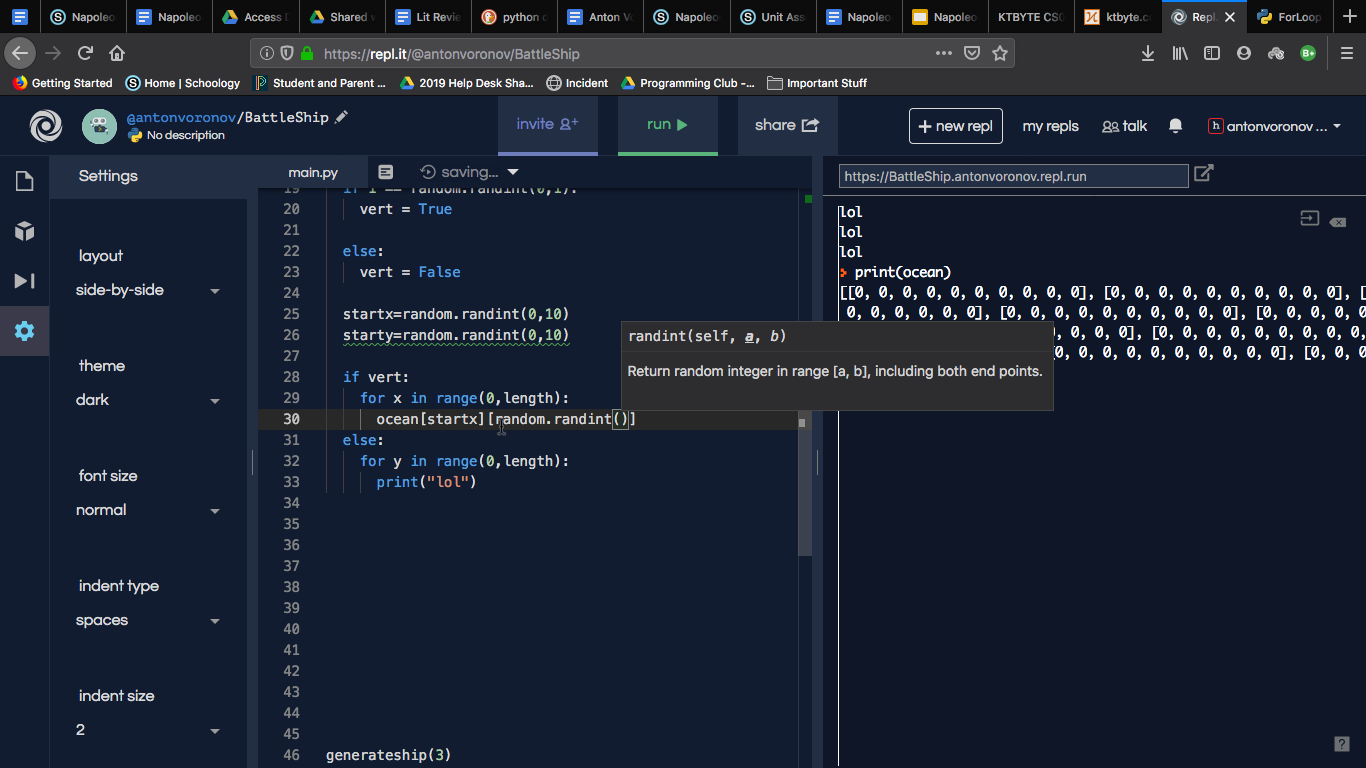 Napoleo
Napoleo
Access D
Shared w
Lit Revie
python c
Anton Vo
Napoleo
Unit Ass
Napoleo
Napoleo
KTBYTE CSC
ktbyte.co
Repl.
ForLoop
https://repl.it/@antonvoronov/BattleShip
Getting Started
Home | Schoology
Student and Parent ...
2019 Help Desk Sha...
Incident
Programming Club -...
Important Stuff
@antonvoronov/BattleShip
No description
invite
run
share
+ new repl
my repls
talk
h antonvoronov ...
Settings
layout
side-by-side
theme
dark
font size
normal
indent type
spaces
indent size
2
main.py
saving...
19 if i == random.randint(0,1):
20 vert = True
21
22 else:
23 vert = False
24
25 startx=random.randint(0,10)
26 starty=random.randint(0,10)
27
28 if vert:
29 for x in range(0,length):
30 ocean[startx][random.randint()]
31 else:
32 for y in range(0,length):
33 print("lol")
34
35
36
37
38
39
40
41
42
43
44
45
46 generateship(3)
randint(self, a, b)
Return random integer in range [a, b], including both end points.
https://BattleShip.antonvoronov.repl.run
lol
lol
lol
print(ocean)
[[0, 0, 0, 0, 0, 0, 0, 0, 0, 0], [0, 0, 0, 0, 0, 0, 0, 0, 0, 0], [
0, 0, 0, 0, 0, 0], [0, 0, 0, 0, 0, 0, 0, 0, 0, 0], [0, 0, 0, 0, 0
0, 0, 0, 0], [0, 0, 0, 0, 0, 0, 0, 0, 0
0, 0, 0, 0, 0, 0, 0, 0, 0], [0, 0, 0
?